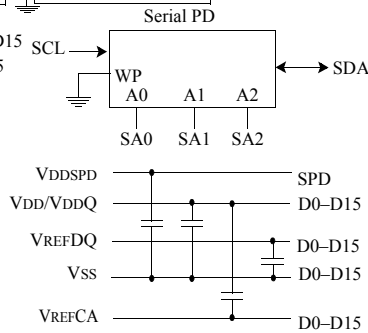 Serial PD
D15
5
SCL
SDA
WP
A0 A1 A2
SA0 SA1 SA2
VDDSPD SPD
VDD/VDDQ D0–D15
VREFDQ D0–D15
VSS D0–D15
VREFCA D0–D15